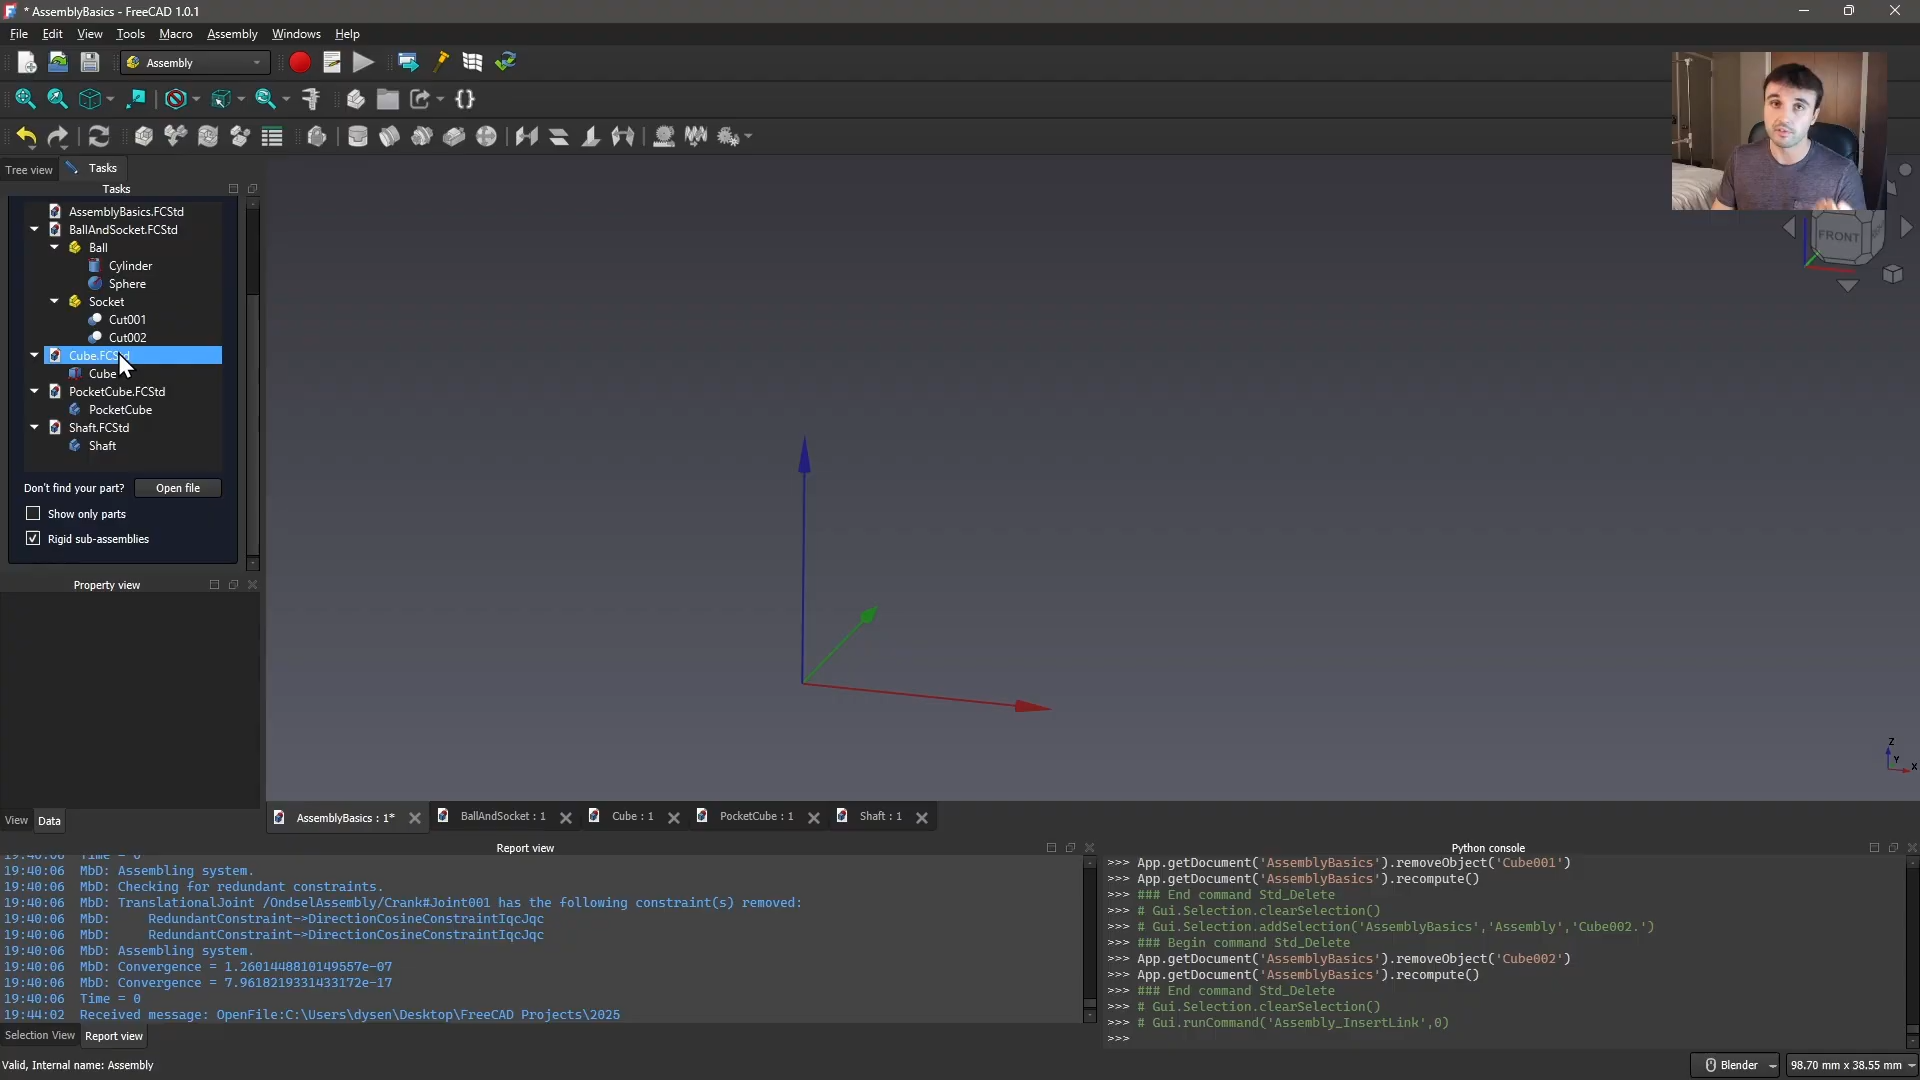 * AssemblyBasics - FreeCAD 1.0.1
File Edit View Tools Macro Assembly Windows Help
Assembly
Tree view Tasks
Tasks
AssemblyBasics.FCStd
BallAndSocket.FCStd
Ball
Cylinder
Sphere
Socket
Cut001
Cut002
Cube.FCStd
Cube
PocketCube.FCStd
PocketCube
Shaft.FCStd
Shaft
Don't find your part? Open file
Show only parts
Rigid sub-assemblies
Property view
FRONT
Z
Y
X
View Data
AssemblyBasics : 1* BallAndSocket : 1 Cube : 1 PocketCube : 1 Shaft : 1
Report view
19:40:06 Time = 0
19:40:06 MbD: Assembling system.
19:40:06 MbD: Checking for redundant constraints.
19:40:06 MbD: TranslationalJoint /OndselAssembly/Crank#Joint001 has the following constraint(s) removed:
19:40:06 MbD: RedundantConstraint->DirectionCosineConstraintIqcJqc
19:40:06 MbD: RedundantConstraint->DirectionCosineConstraintIqcJqc
19:40:06 MbD: Assembling system.
19:40:06 MbD: Convergence = 1.2601448810149557e-07
19:40:06 MbD: Convergence = 7.9618219331433172e-17
19:40:06 Time = 0
19:44:02 Received message: OpenFile:C:\Users\dysen\Desktop\FreeCAD Projects\2025
Selection View Report view
Python console
>>> App.getDocument('AssemblyBasics').removeObject('Cube001')
>>> App.getDocument('AssemblyBasics').recompute()
>>> ### End command Std_Delete
>>> # Gui.Selection.clearSelection()
>>> # Gui.Selection.addSelection('AssemblyBasics','Assembly','Cube002.')
>>> ### Begin command Std_Delete
>>> App.getDocument('AssemblyBasics').removeObject('Cube002')
>>> App.getDocument('AssemblyBasics').recompute()
>>> ### End command Std_Delete
>>> # Gui.Selection.clearSelection()
>>> # Gui.runCommand('Assembly_InsertLink',0)
>>>
Valid, Internal name: Assembly
Blender 98.70 mm x 38.55 mm